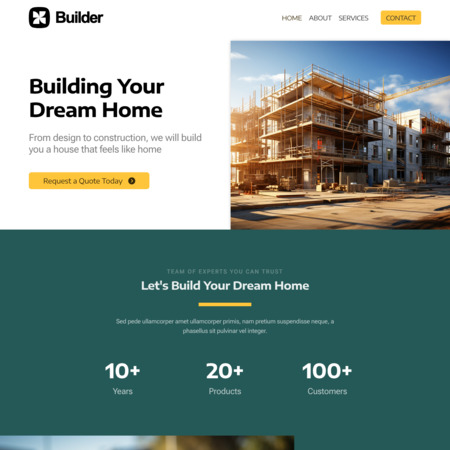 Builder
HOME ABOUT SERVICES CONTACT
Building Your
Dream Home
From design to construction, we will build
you a house that feels like home
Request a Quote Today
TEAM OF EXPERTS YOU CAN TRUST
Let's Build Your Dream Home
Sed pede ullamcorper amet ullamcorper primis, nam pretium suspendisse neque, a
phasellus sit pulvinar vel integer.
10+ 20+ 100+
Years Products Customers